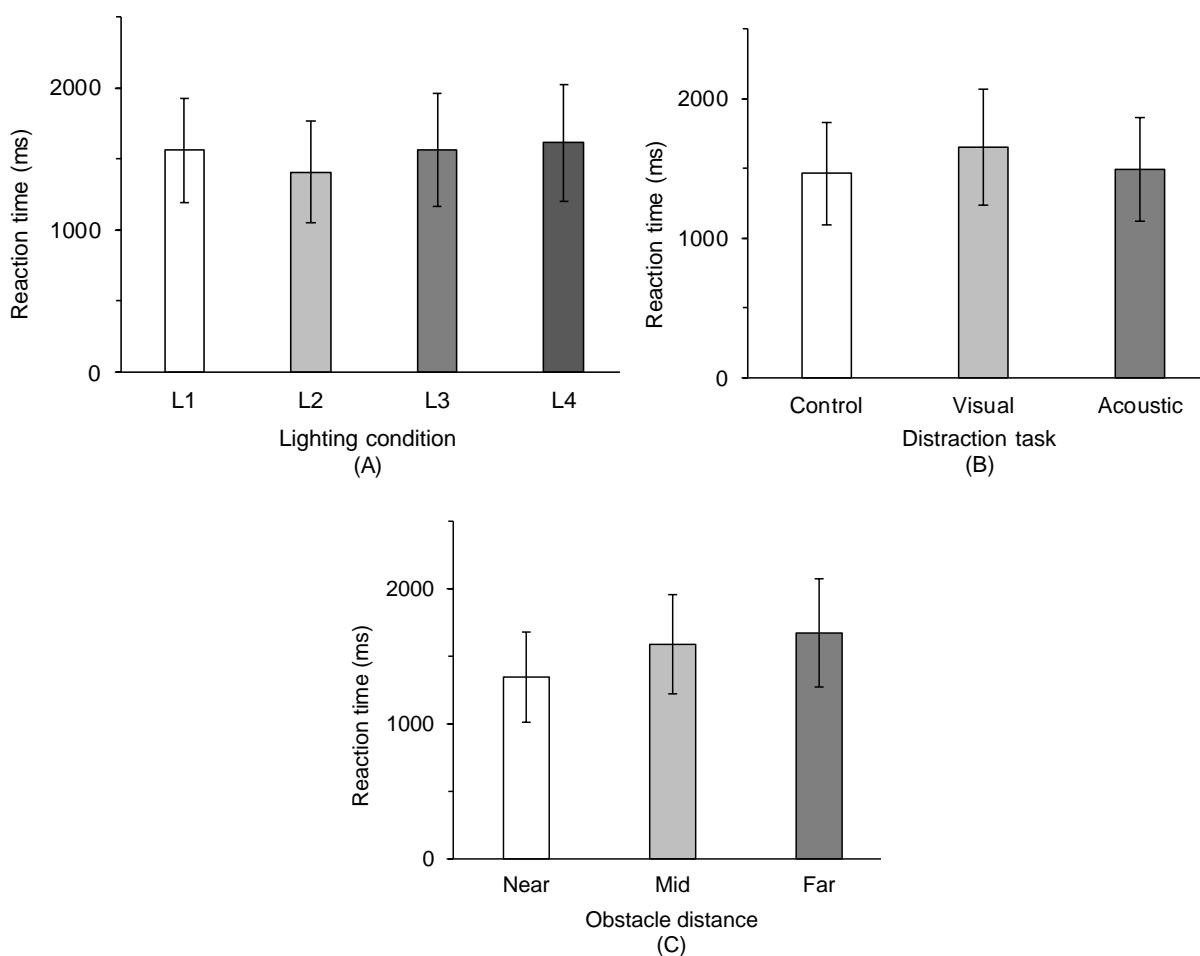 Reaction time (ms)
2000
1000
0
L1 L2 L3 L4
Lighting condition
(A)
Reaction time (ms)
2000
1000
0
Control Visual Acoustic
Distraction task
(B)
Reaction time (ms)
2000
1000
0
Near Mid Far
Obstacle distance
(C)